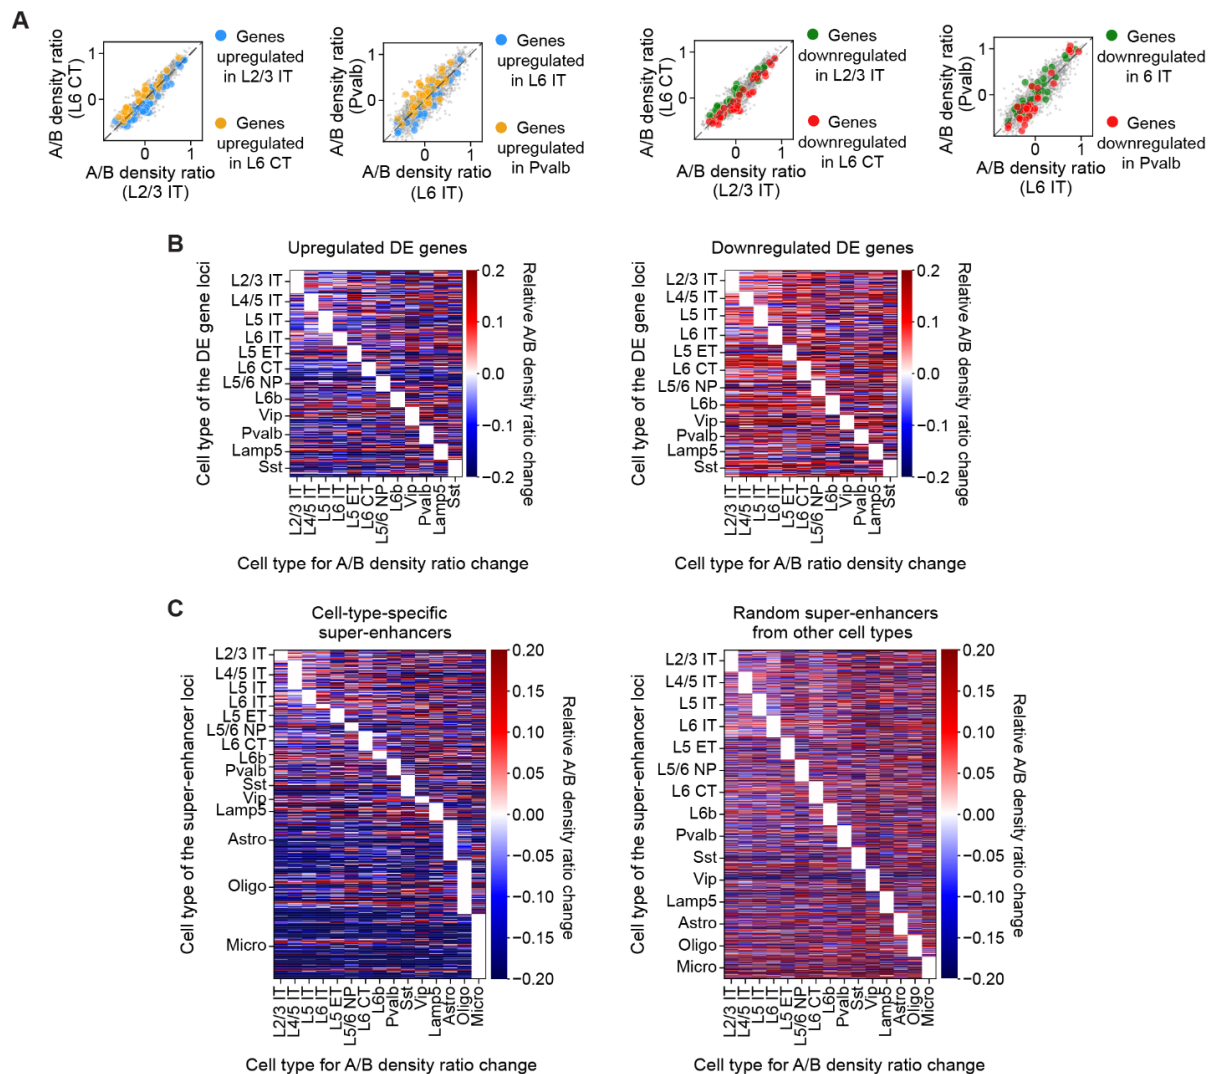 A
A/B density ratio
(L6 CT)
1
0
0
1
A/B density ratio
(L2/3 IT)
Genes
upregulated
in L2/3 IT
Genes
upregulated
in L6 CT
A/B density ratio
(Pvalb)
1
0
0
1
A/B density ratio
(L6 IT)
Genes
upregulated
in L6 IT
Genes
upregulated
in Pvalb
A/B density ratio
(L6 CT)
1
0
0
1
A/B density ratio
(L2/3 IT)
Genes
downregulated
in L2/3 IT
Genes
downregulated
in L6 CT
A/B density ratio
(Pvalb)
1
0
0
1
A/B density ratio
(L6 IT)
Genes
downregulated
in 6 IT
Genes
downregulated
in Pvalb
B
Upregulated DE genes
Cell type of the DE gene loci
L2/3 IT
L4/5 IT
L5 IT
L6 IT
L5 ET
L6 CT
L5/6 NP
L6b
Vip
Pvalb
Lamp5
Sst
L2/3 IT
L4/5 IT
L5 IT
L6 IT
L5 ET
L6 CT
L5/6 NP
L6b
Vip
Pvalb
Lamp5
Sst
Cell type for A/B density ratio change
0.2
0.1
0.0
−0.1
−0.2
Relative A/B density ratio change
Downregulated DE genes
Cell type of the DE gene loci
L2/3 IT
L4/5 IT
L5 IT
L6 IT
L5 ET
L6 CT
L5/6 NP
L6b
Vip
Pvalb
Lamp5
Sst
L2/3 IT
L4/5 IT
L5 IT
L6 IT
L5 ET
L6 CT
L5/6 NP
L6b
Vip
Pvalb
Lamp5
Sst
Cell type for A/B ratio density change
0.2
0.1
0.0
−0.1
−0.2
Relative A/B density ratio change
C
Cell-type-specific
super-enhancers
Cell type of the super-enhancer loci
L2/3 IT
L4/5 IT
L5 IT
L6 IT
L5 ET
L5/6 NP
L6 CT
L6b
Pvalb
Sst
Vip
Lamp5
Astro
Oligo
Micro
L2/3 IT
L4/5 IT
L5 IT
L6 IT
L5 ET
L5/6 NP
L6 CT
L6b
Pvalb
Sst
Vip
Lamp5
Astro
Oligo
Micro
Cell type for A/B density ratio change
0.20
0.15
0.10
0.05
0.00
−0.05
−0.10
−0.15
−0.20
Relative A/B density ratio change
Random super-enhancers
from other cell types
Cell type of the super-enhancer loci
L2/3 IT
L4/5 IT
L5 IT
L6 IT
L5 ET
L5/6 NP
L6 CT
L6b
Pvalb
Sst
Vip
Lamp5
Astro
Oligo
Micro
L2/3 IT
L4/5 IT
L5 IT
L6 IT
L5 ET
L5/6 NP
L6 CT
L6b
Pvalb
Sst
Vip
Lamp5
Astro
Oligo
Micro
Cell type for A/B density ratio change
0.20
0.15
0.10
0.05
0.00
−0.05
−0.10
−0.15
−0.20
Relative A/B density ratio change